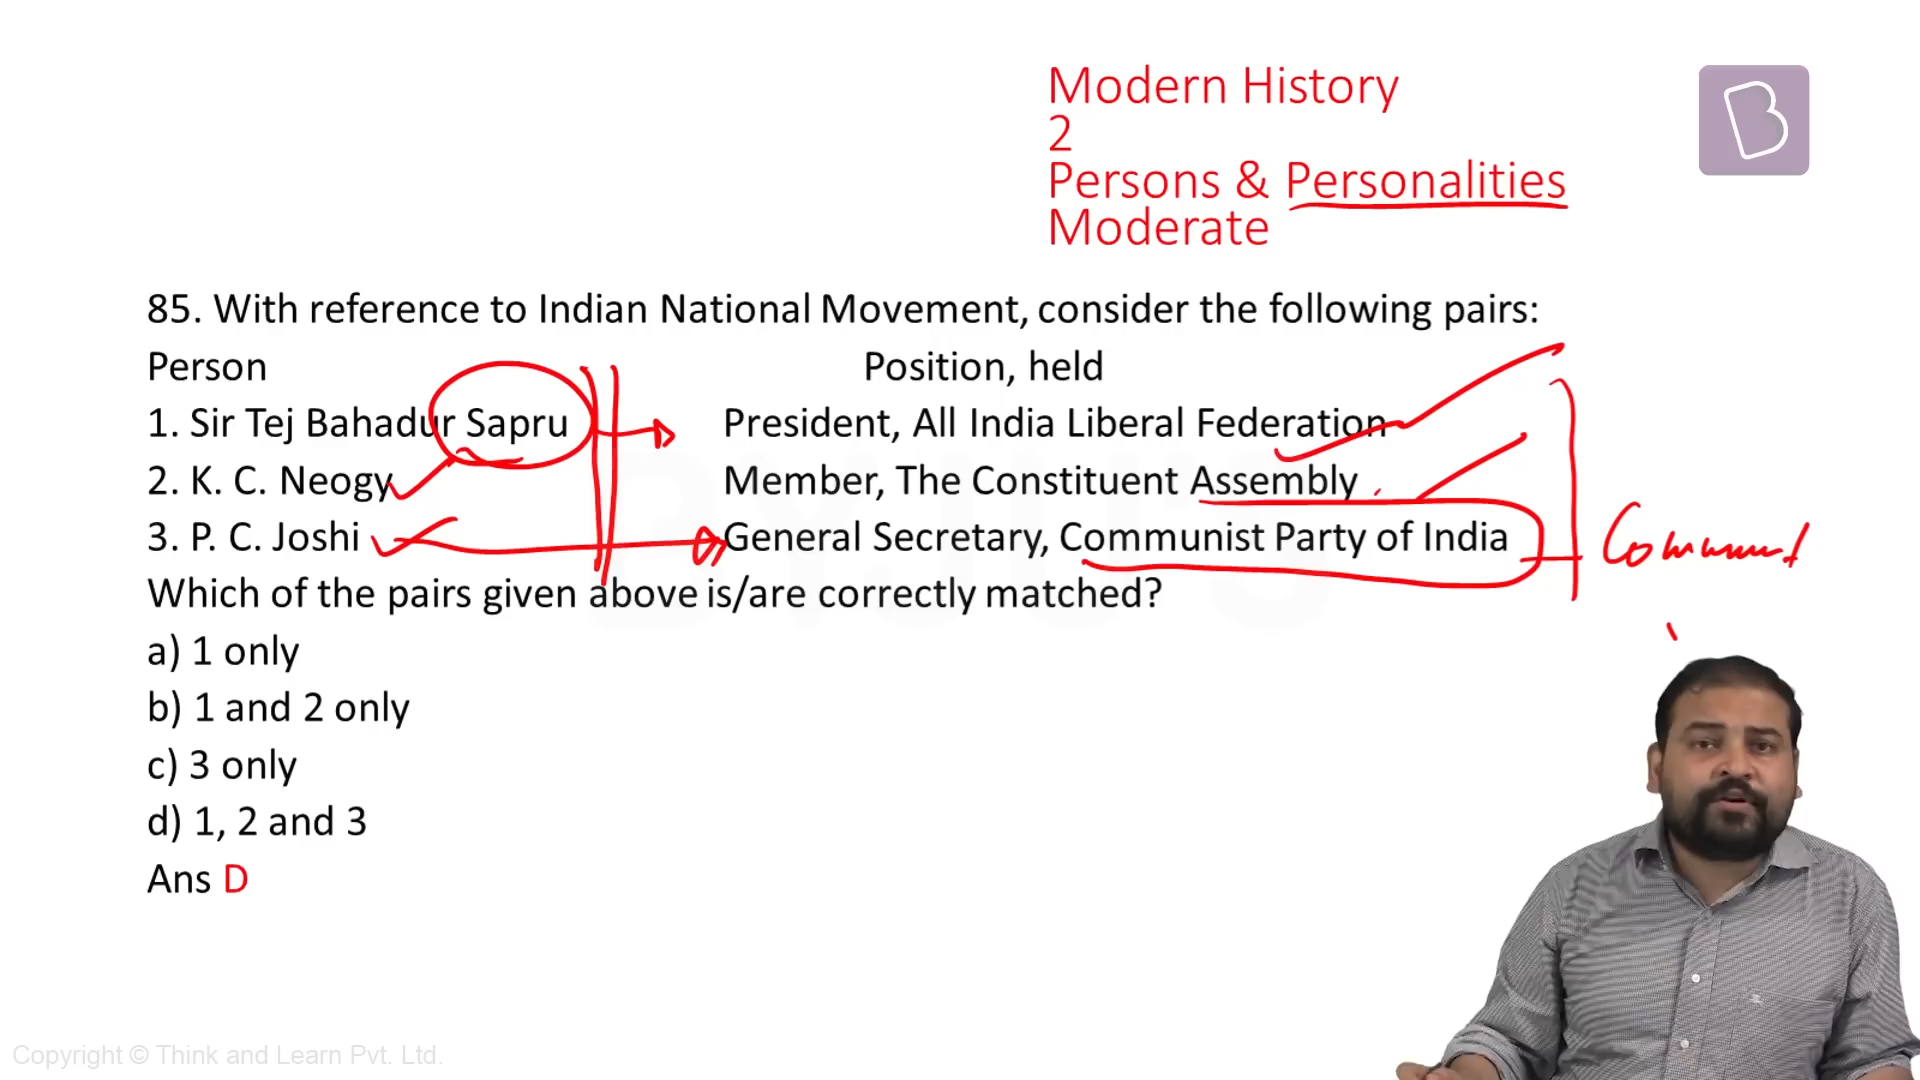 Modern History
2
Persons & Personalities
Moderate
B
85. With reference to Indian National Movement, consider the following pairs:
Person Position, held
1. Sir Tej Bahadur Sapru President, All India Liberal Federation
2. K. C. Neogy Member, The Constituent Assembly
3. P. C. Joshi General Secretary, Communist Party of India
Which of the pairs given above is/are correctly matched?
a) 1 only
b) 1 and 2 only
c) 3 only
d) 1, 2 and 3
Ans D
BYJU'S
Copyright © Think and Learn Pvt. Ltd.